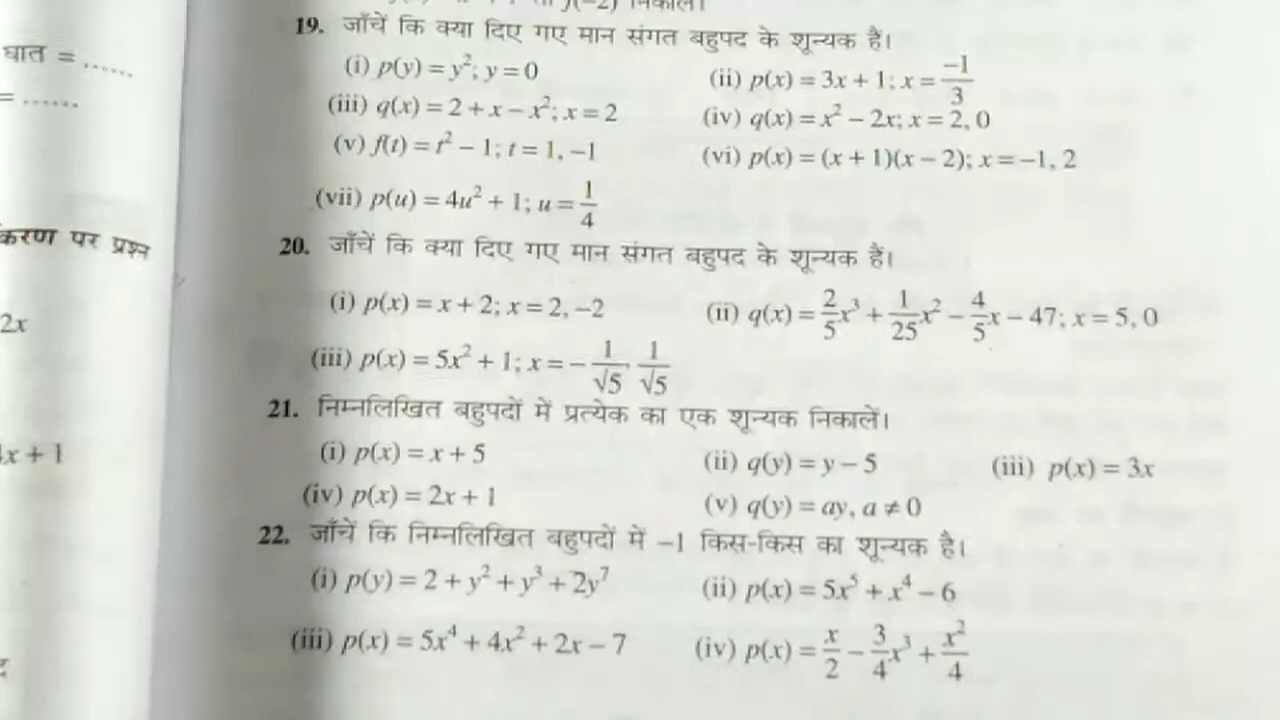 f(−2) निकालें।
19. जाँचें कि क्या दिए गए मान संगत बहुपद के शून्यक हैं।
(i) p(y) = y²; y = 0 (ii) p(x) = 3x + 1; x = −1/3
(iii) q(x) = 2 + x − x²; x = 2 (iv) q(x) = x² − 2x; x = 2, 0
(v) f(t) = t² − 1; t = 1, −1 (vi) p(x) = (x + 1)(x − 2); x = −1, 2
(vii) p(u) = 4u² + 1; u = 1/4
20. जाँचें कि क्या दिए गए मान संगत बहुपद के शून्यक हैं।
(i) p(x) = x + 2; x = 2, −2 (ii) q(x) = 2/5x³ + 1/25x² − 4/5x − 47; x = 5, 0
(iii) p(x) = 5x² + 1; x = −1/√5, 1/√5
21. निम्नलिखित बहुपदों में प्रत्येक का एक शून्यक निकालें।
(i) p(x) = x + 5 (ii) q(y) = y − 5 (iii) p(x) = 3x
(iv) p(x) = 2x + 1 (v) q(y) = ay, a ≠ 0
22. जाँचें कि निम्नलिखित बहुपदों में −1 किस-किस का शून्यक है।
(i) p(y) = 2 + y² + y³ + 2y⁷ (ii) p(x) = 5x⁵ + x⁴ − 6
(iii) p(x) = 5x⁴ + 4x² + 2x − 7 (iv) p(x) = x/2 − 3/4x³ + x²/4
घात = ......
= ......
पर प्रश्न
2x
x + 1